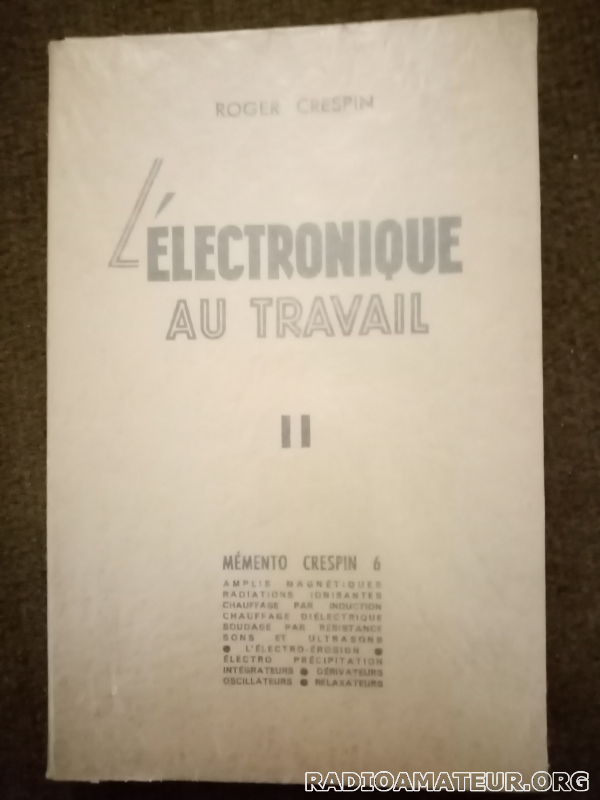 ROGER CRESPIN
L'ÉLECTRONIQUE
AU TRAVAIL
II
MÉMENTO CRESPIN 6
AMPLIS MAGNÉTIQUES
RADIATIONS IONISANTES
CHAUFFAGE PAR INDUCTION
CHAUFFAGE DIÉLECTRIQUE
SOUDAGE PAR RÉSISTANCE
SONS ET ULTRASONS
● L'ÉLECTRO-ÉROSION ●
ÉLECTRO PRÉCIPITATION
INTÉGRATEURS ● DÉRIVATEURS
OSCILLATEURS ● RELAXATEURS
RADIOAMATEUR.ORG